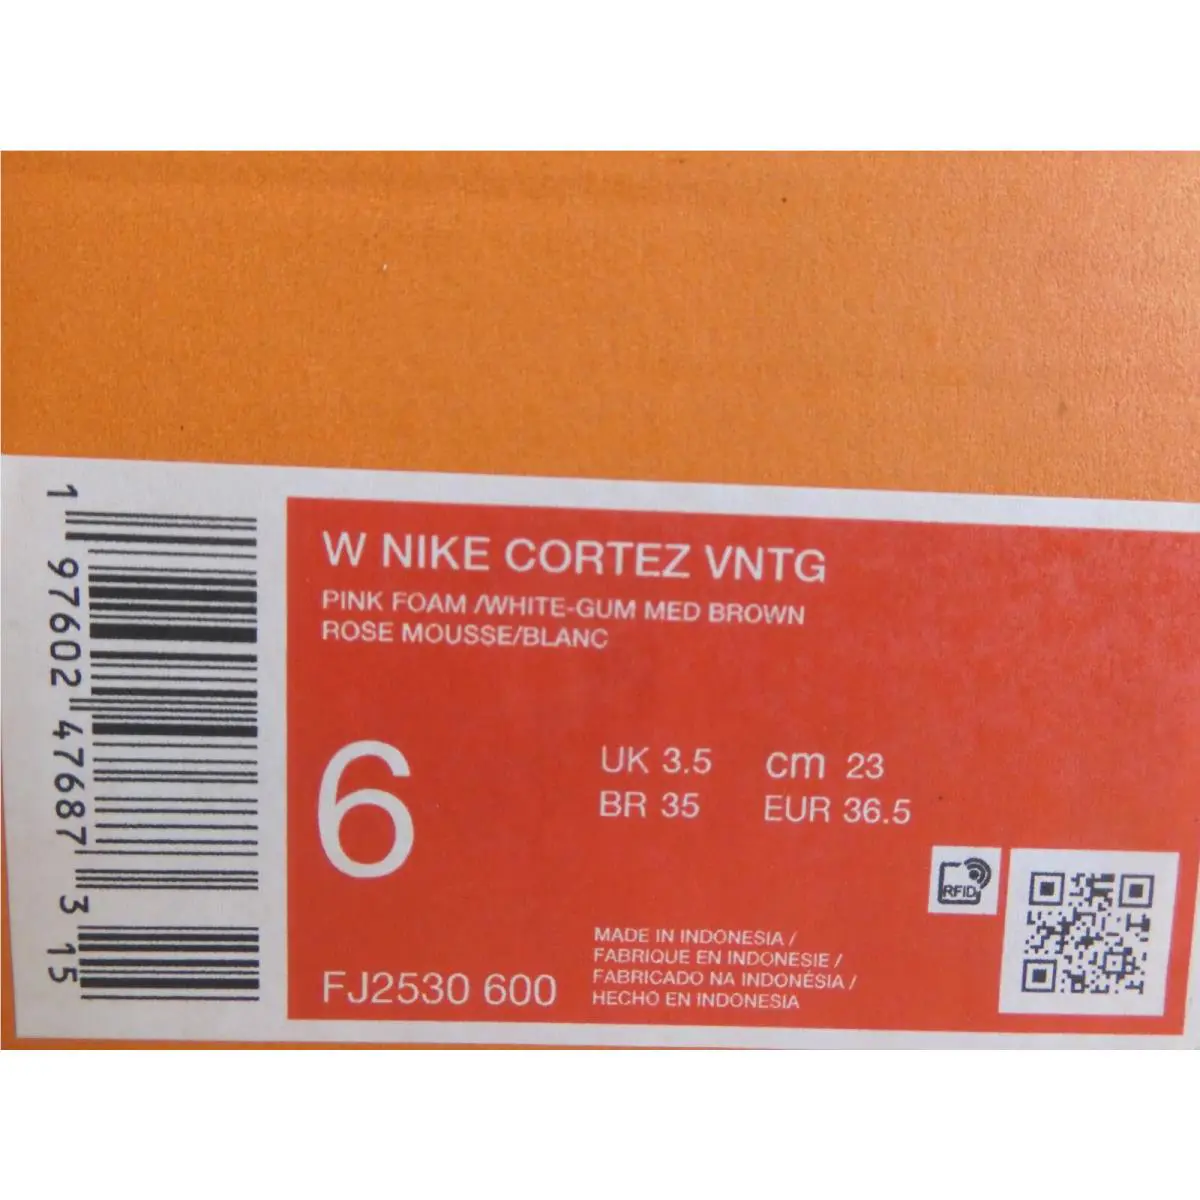 W NIKE CORTEZ VNTG
PINK FOAM /WHITE-GUM MED BROWN
ROSE MOUSSE/BLANC
6
UK 3.5 cm 23
BR 35 EUR 36.5
RFID
MADE IN INDONESIA /
FABRIQUE EN INDONESIE /
FABRICADO NA INDONÉSIA /
HECHO EN INDONESIA
FJ2530 600
1 97602 47687 3 15